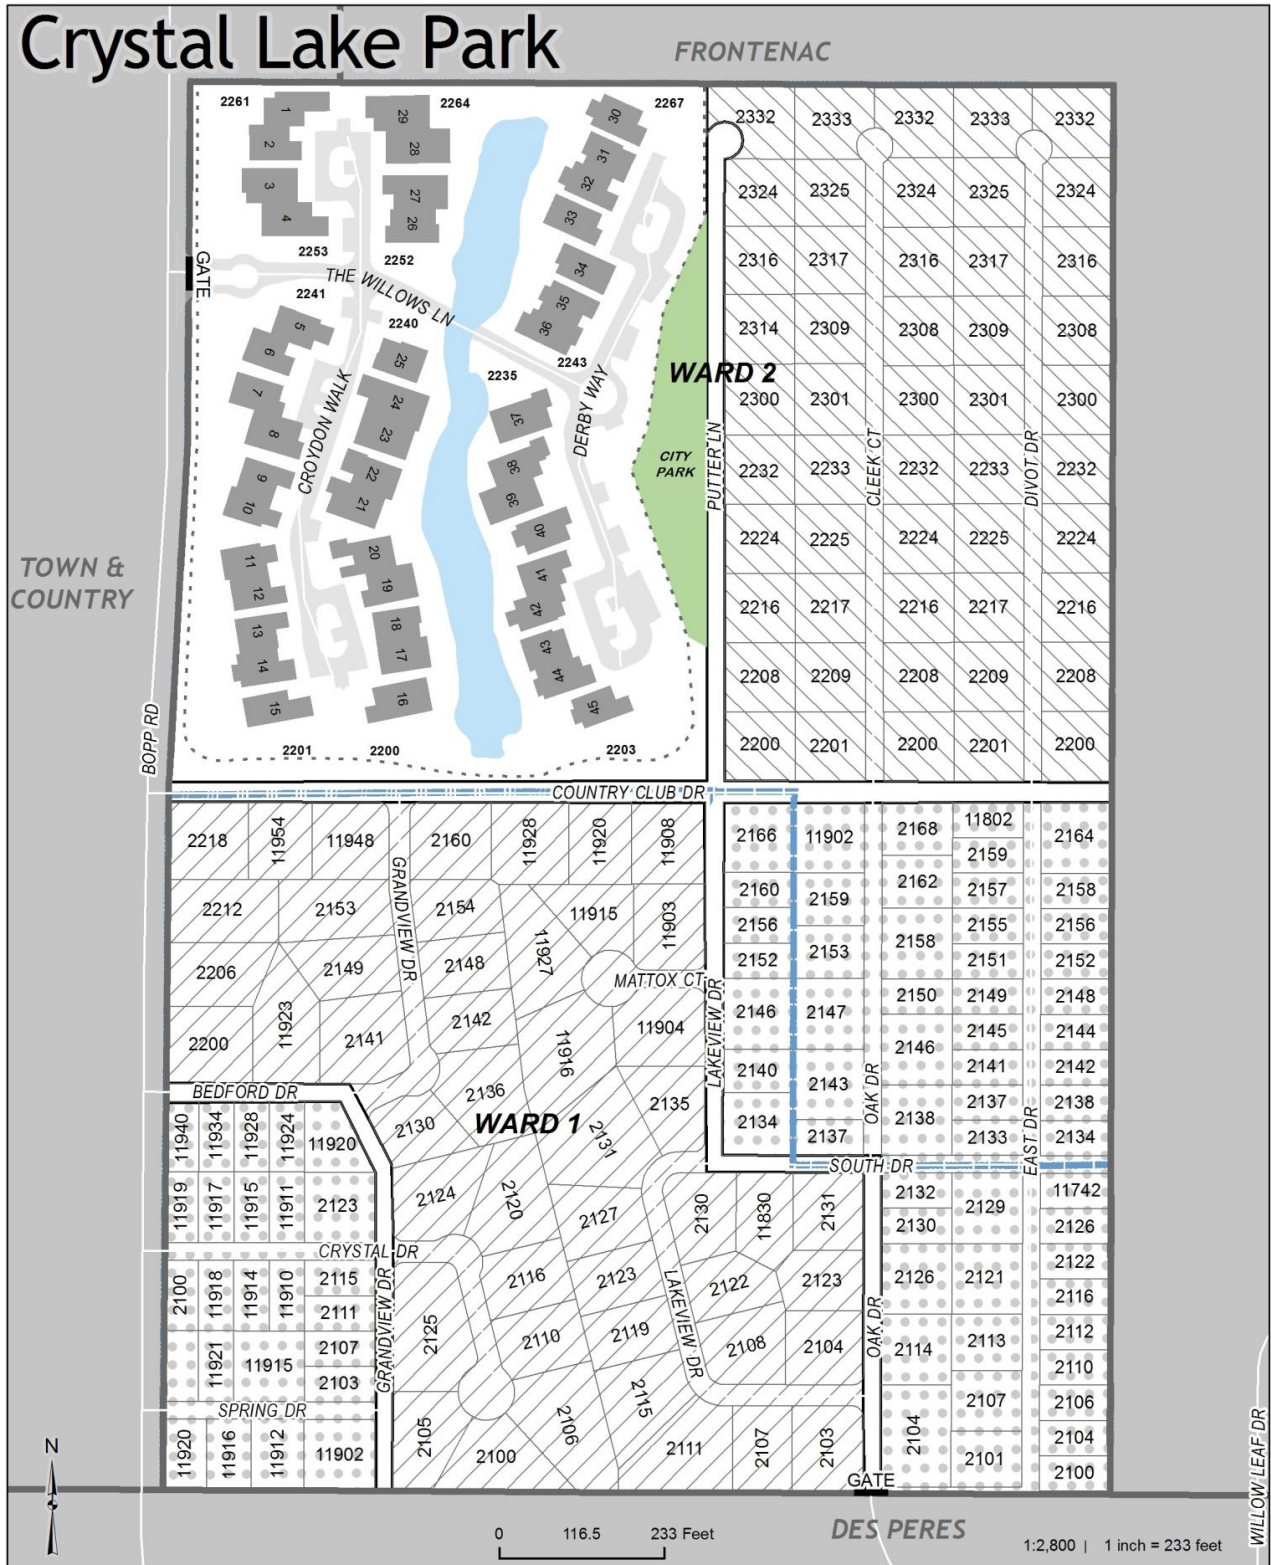 Crystal Lake Park
FRONTENAC
2261
2264
2267
1
2
3
4
29
28
27
26
30
31
32
33
34
35
36
2253
2252
GATE
THE WILLOWS LN
2241
2240
2243
2235
5
6
7
8
9
10
11
12
13
14
15
25
24
23
22
21
20
19
18
17
16
37
38
39
40
41
42
43
44
45
CROYDON WALK
DERBY WAY
2201
2200
2203
CITY
PARK
WARD 2
PUTTER LN
CLEEK CT
DIVOT DR
2332 2333 2332 2333 2332
2324 2325 2324 2325 2324
2316 2317 2316 2317 2316
2314 2309 2308 2309 2308
2300 2301 2300 2301 2300
2232 2233 2232 2233 2232
2224 2225 2224 2225 2224
2216 2217 2216 2217 2216
2208 2209 2208 2209 2208
2200 2201 2200 2201 2200
TOWN &
COUNTRY
BOPP RD
COUNTRY CLUB DR
2218 11954 11948 2160 11928 11920 11908
2212 2153 2154 11927 11915 11903
2206 2149 2148
GRANDVIEW DR
MATTOX CT
2200 11923 2141 2142 11916 11904
BEDFORD DR
2136 2135
WARD 1
2130 2131
11940 11934 11928 11924 11920
11919 11917 11915 11911 2123
2124 2120 2127
CRYSTAL DR
2100 11918 11914 11910 2115
2111
GRANDVIEW DR
2116 2123
2125 2110 2119
11921 11915 2107
2103
SPRING DR
11920 11916 11912 11902
2105 2100 2106 2115 2111 2107 2103
LAKEVIEW DR
2166 11902 2168 11802 2164
2159
2160 2159 2162 2157 2158
2156 2158 2155 2156
2152 2153 2151 2152
2146 2147 2150 2149 2148
2146 2145 2144
2140 2143 2141 2142
2138 2137 2138
2134 2137 2133 2134
OAK DR
EAST DR
SOUTH DR
2130 11830 2131
2132 2129 11742
2130 2126
2122 2123 2126 2121 2122
2116
LAKEVIEW DR
OAK DR
2108 2104 2114 2113 2112
2110
2107 2106
2104 2101 2104
2100
GATE
N
0 116.5 233 Feet
DES PERES
WILLOW LEAF DR
1:2,800 | 1 inch = 233 feet